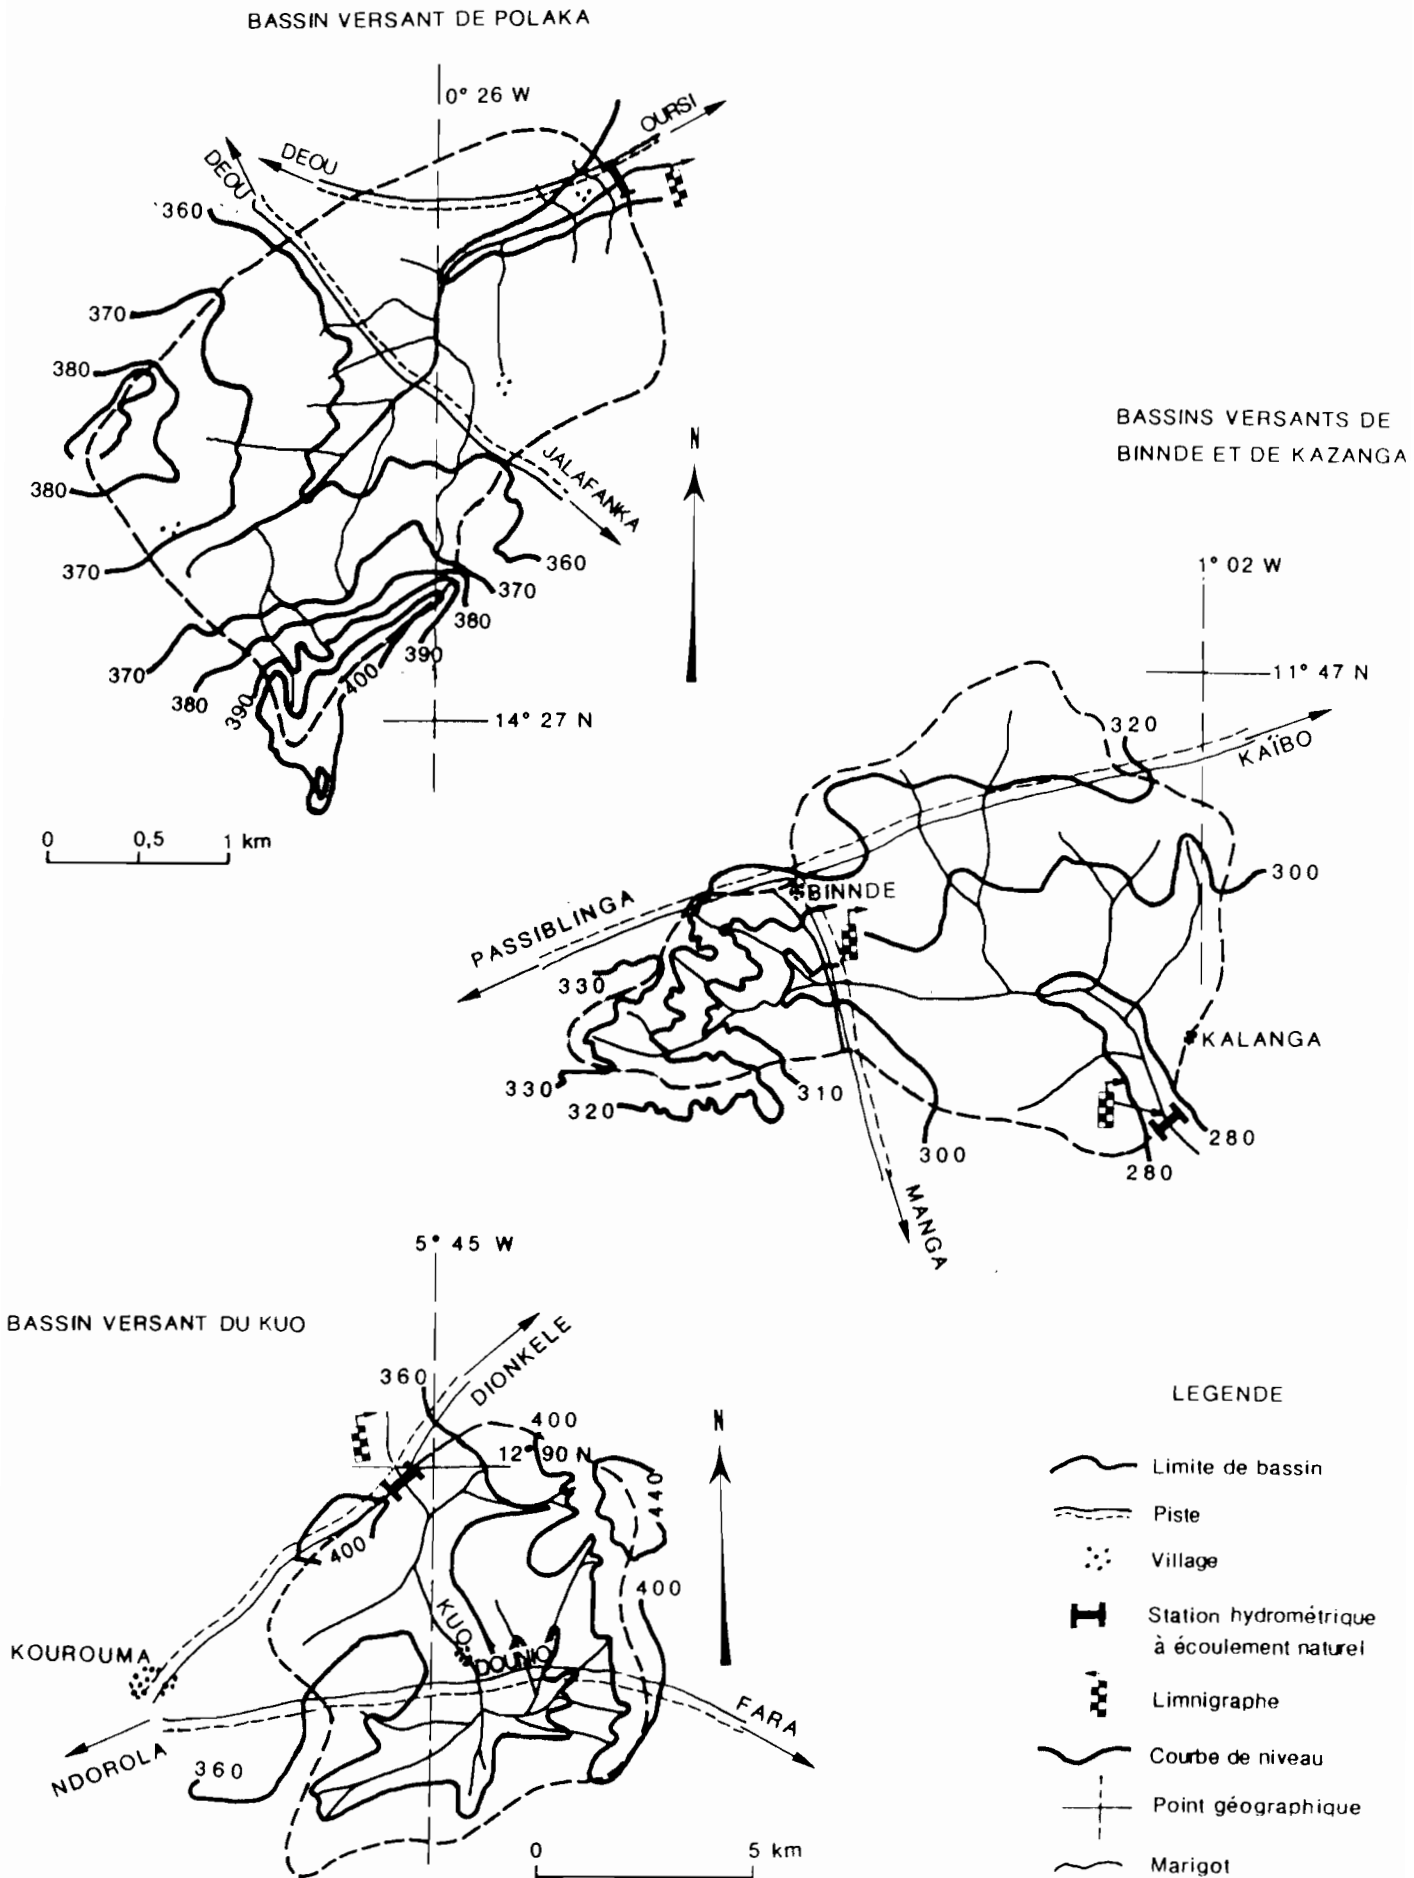 BASSIN VERSANT DE POLAKA
0° 26 W
OURSI
DEOU
DEOU
360
370
380
380
JALAFANKA
370
360
370
380
390
370
380
390
400
14° 27 N
0 0,5 1 km
N
BASSINS VERSANTS DE
BINNDE ET DE KAZANGA
1° 02 W
11° 47 N
320
KAÏBO
300
BINNDE
PASSIBLINGA
330
KALANGA
330
310
320
280
300
280
MANGA
5° 45 W
BASSIN VERSANT DU KUO
DIONKELE
360
400
12° 90 N
440
400
400
N
KUO
DOUNIO
KOUROUMA
FARA
NDOROLA
360
0 5 km
LEGENDE
Limite de bassin
Piste
Village
Station hydrométrique
à écoulement naturel
Limnigraphe
Courbe de niveau
Point géographique
Marigot